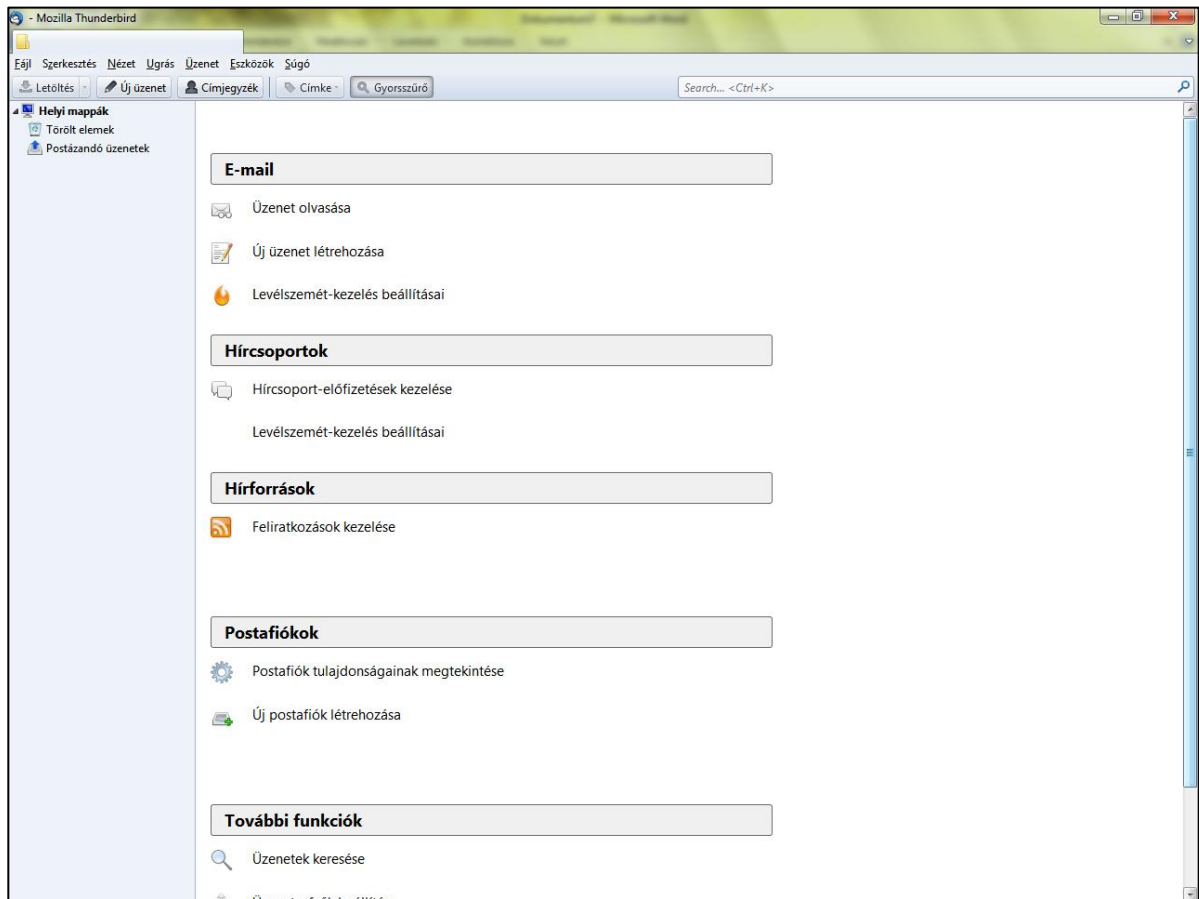 - Mozilla Thunderbird
Fájl Szerkesztés Nézet Ugrás Üzenet Eszközök Súgó
Letöltés Új üzenet Címjegyzék Címke Gyorsszűrő Search... <Ctrl+K>
Helyi mappák
Törölt elemek
Postázandó üzenetek
E-mail
Üzenet olvasása
Új üzenet létrehozása
Levélszemét-kezelés beállításai
Hírcsoportok
Hírcsoport-előfizetések kezelése
Levélszemét-kezelés beállításai
Hírforrások
Feliratkozások kezelése
Postafiókok
Postafiók tulajdonságainak megtekintése
Új postafiók létrehozása
További funkciók
Üzenetek keresése